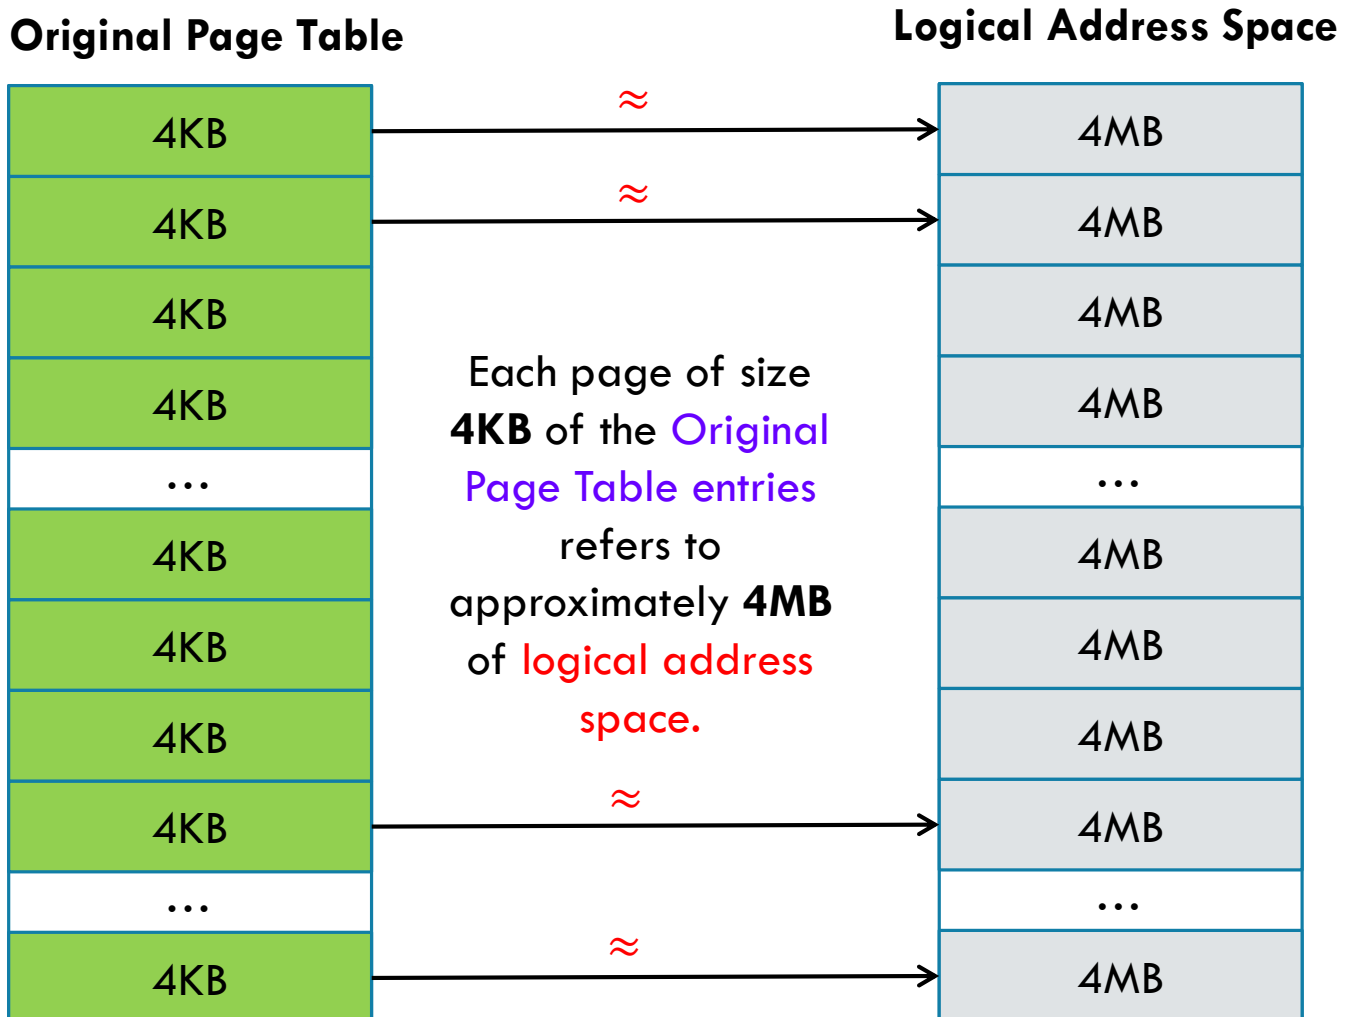 Original Page Table
Logical Address Space
4KB
≈
4MB
4KB
≈
4MB
4KB
4MB
4KB
4MB
...
...
Each page of size
4KB of the Original
Page Table entries
refers to
approximately 4MB
of logical address
space.
4KB
4MB
4KB
4MB
4KB
4MB
4KB
≈
4MB
...
...
4KB
≈
4MB